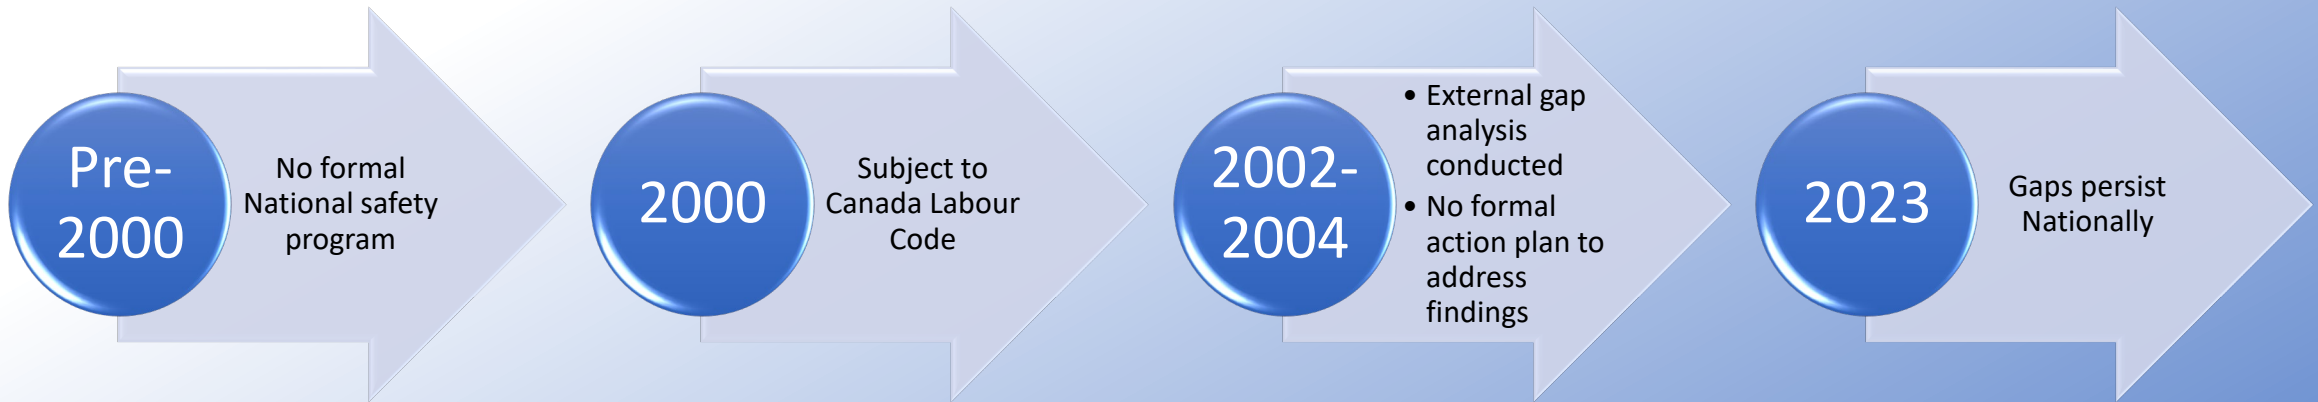 Pre-
2000
No formal
National safety
program
2000
Subject to
Canada Labour
Code
2002-
2004
• External gap
analysis
conducted
• No formal
action plan to
address
findings
2023
Gaps persist
Nationally